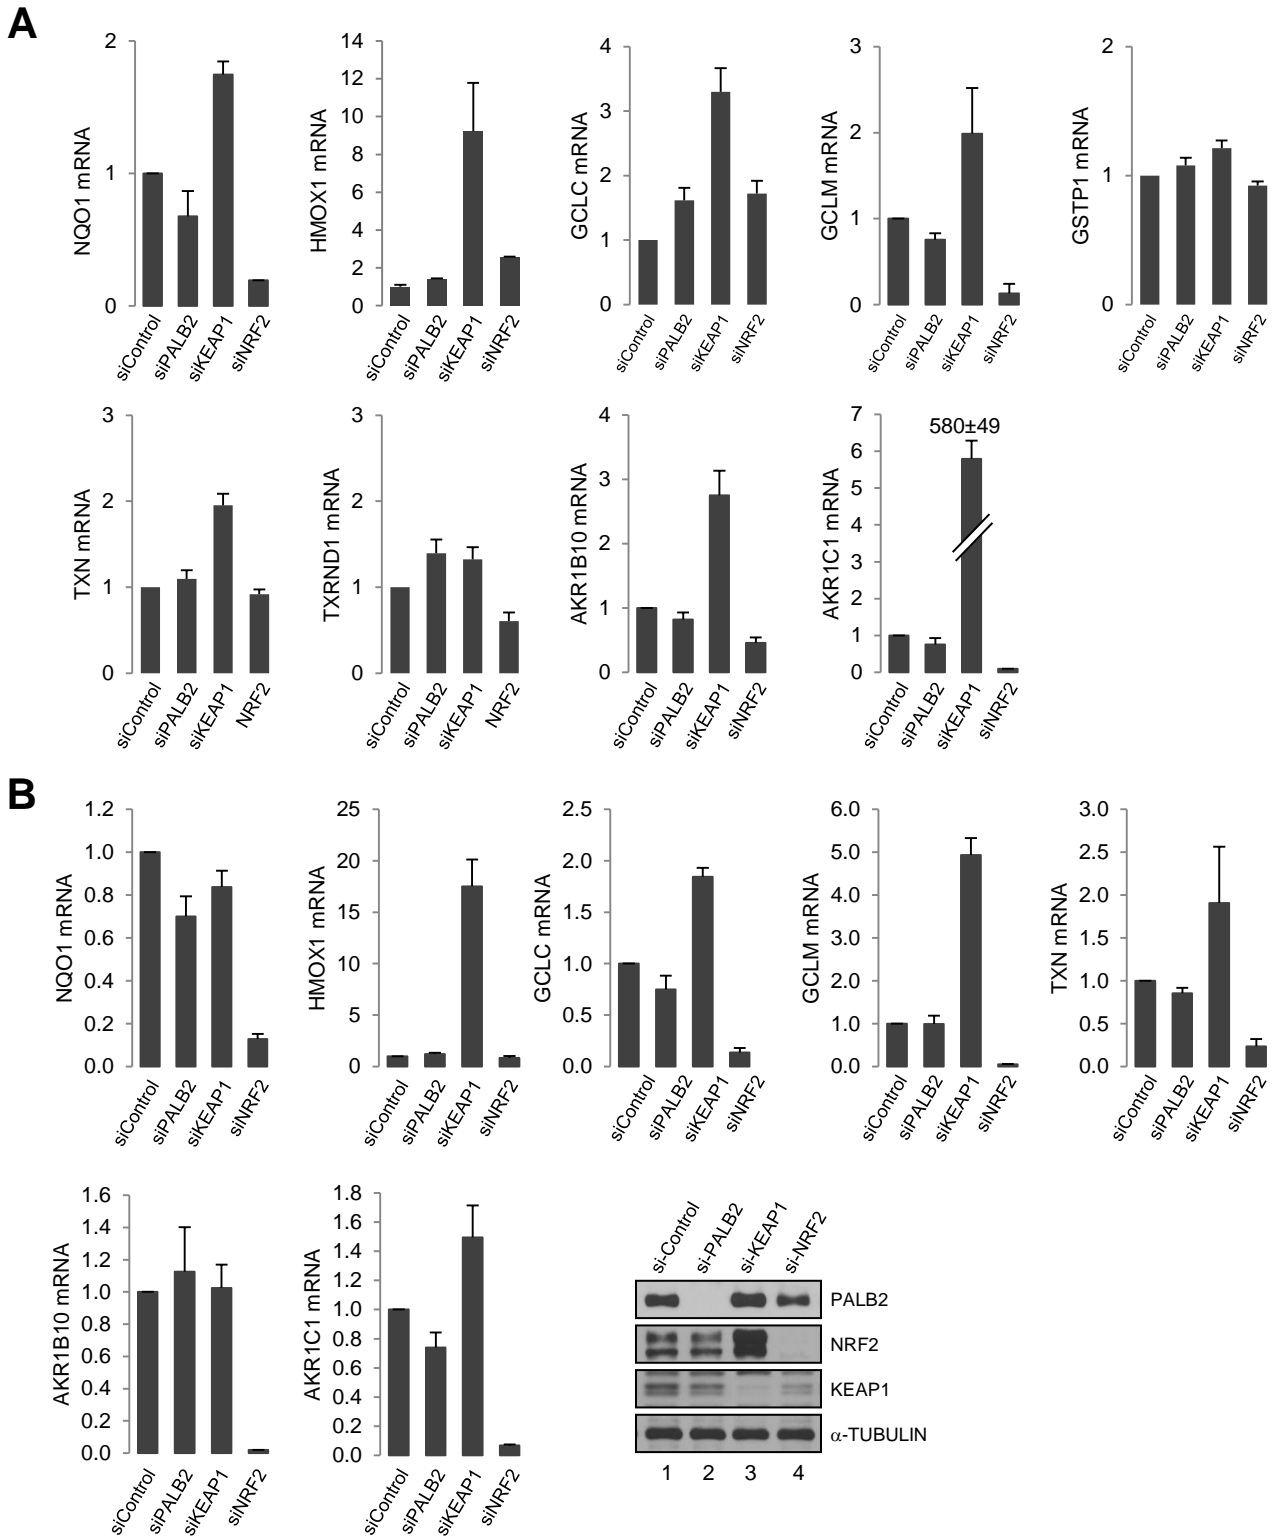 A
NQO1 mRNA
2
1
0
siControl
siPALB2
siKEAP1
siNRF2
HMOX1 mRNA
14
12
10
8
6
4
2
0
siControl
siPALB2
siKEAP1
siNRF2
GCLC mRNA
4
3
2
1
0
siControl
siPALB2
siKEAP1
siNRF2
GCLM mRNA
3
2
1
0
siControl
siPALB2
siKEAP1
siNRF2
GSTP1 mRNA
2
1
0
siControl
siPALB2
siKEAP1
siNRF2
TXN mRNA
3
2
1
0
siControl
siPALB2
siKEAP1
NRF2
TXRND1 mRNA
3
2
1
0
siControl
siPALB2
siKEAP1
NRF2
AKR1B10 mRNA
4
3
2
1
0
siControl
siPALB2
siKEAP1
siNRF2
AKR1C1 mRNA
7
6
5
4
3
2
1
0
580±49
siControl
siPALB2
siKEAP1
siNRF2
B
NQO1 mRNA
1.2
1.0
0.8
0.6
0.4
0.2
0.0
siControl
siPALB2
siKEAP1
siNRF2
HMOX1 mRNA
25
20
15
10
5
0
siControl
siPALB2
siKEAP1
siNRF2
GCLC mRNA
2.5
2.0
1.5
1.0
0.5
0.0
siControl
siPALB2
siKEAP1
siNRF2
GCLM mRNA
6.0
5.0
4.0
3.0
2.0
1.0
0.0
siControl
siPALB2
siKEAP1
siNRF2
TXN mRNA
3.0
2.5
2.0
1.5
1.0
0.5
0.0
siControl
siPALB2
siKEAP1
siNRF2
AKR1B10 mRNA
1.6
1.4
1.2
1.0
0.8
0.6
0.4
0.2
0.0
siControl
siPALB2
siKEAP1
siNRF2
AKR1C1 mRNA
1.8
1.6
1.4
1.2
1.0
0.8
0.6
0.4
0.2
0.0
siControl
siPALB2
siKEAP1
siNRF2
si-Control
si-PALB2
si-KEAP1
si-NRF2
PALB2
NRF2
KEAP1
α-TUBULIN
1 2 3 4